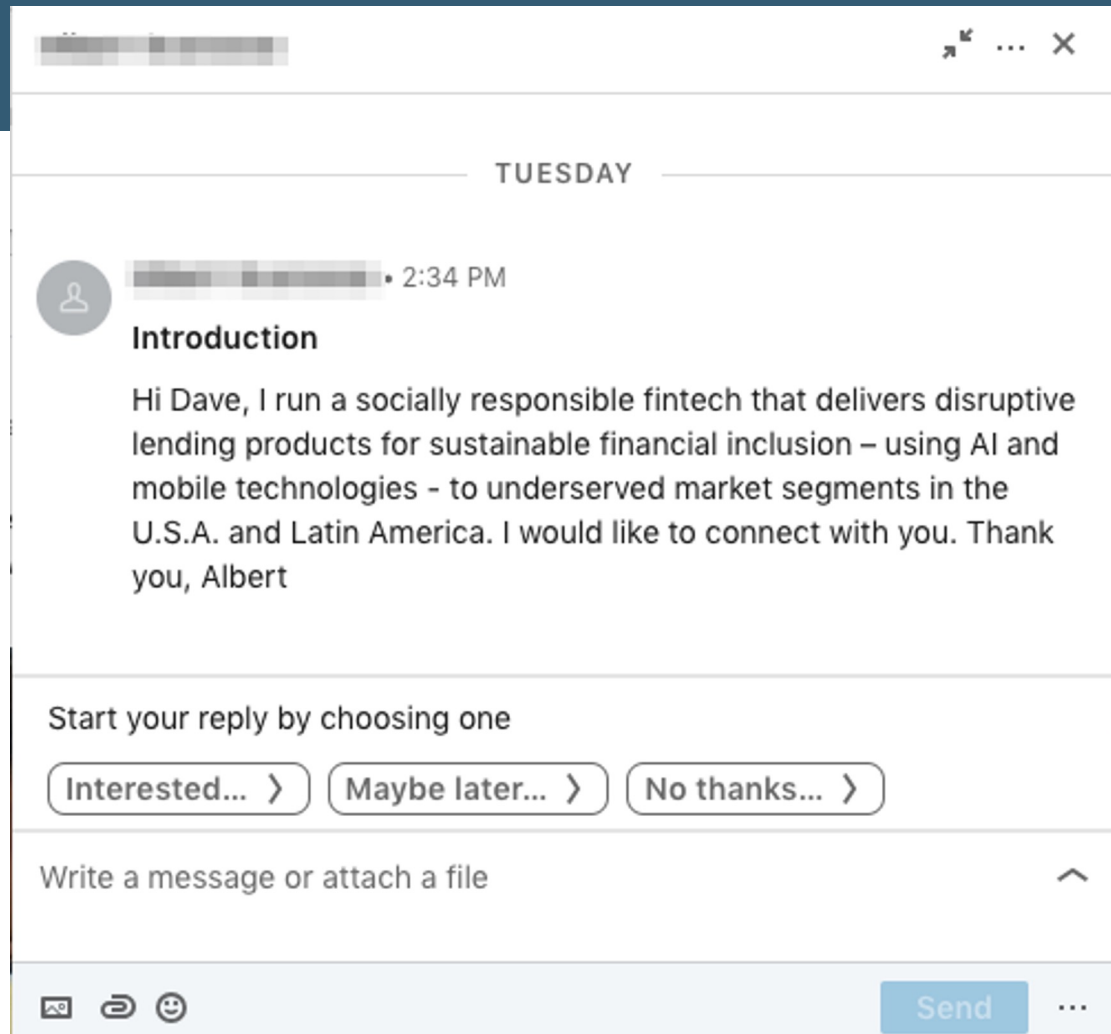 TUESDAY
• 2:34 PM
Introduction
Hi Dave, I run a socially responsible fintech that delivers disruptive
lending products for sustainable financial inclusion – using AI and
mobile technologies - to underserved market segments in the
U.S.A. and Latin America. I would like to connect with you. Thank
you, Albert
Start your reply by choing one
Interested... Maybe later... No thanks...
Write a message or attach a file
Send